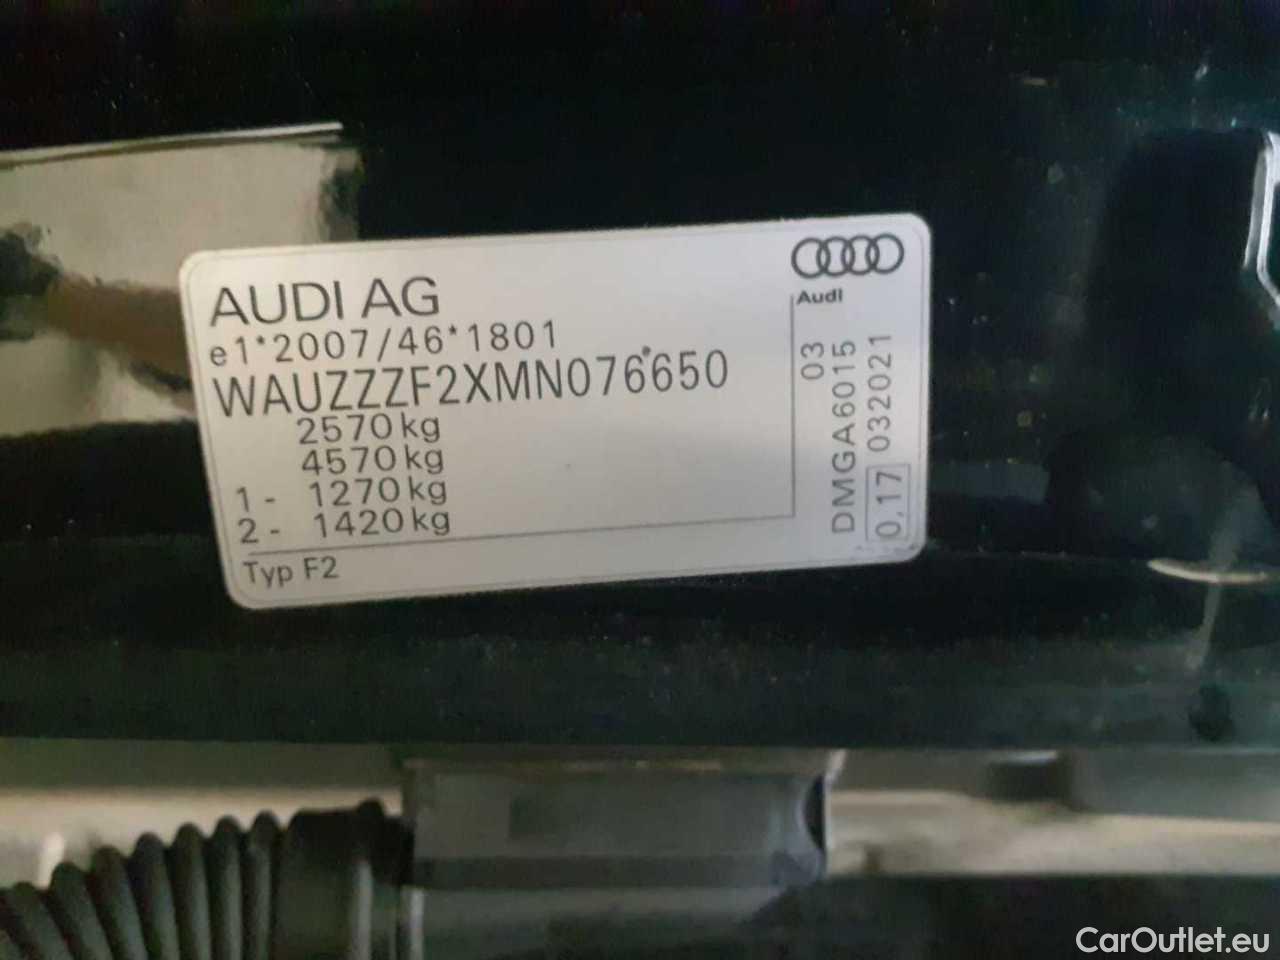 AUDI AG
e1*2007/46*1801
WAUZZZF2XMN076650
2570 kg
4570 kg
1 - 1270 kg
2 - 1420 kg
Typ F2
Audi
03
DMGA6015
0,17 032021
CarOutlet.eu